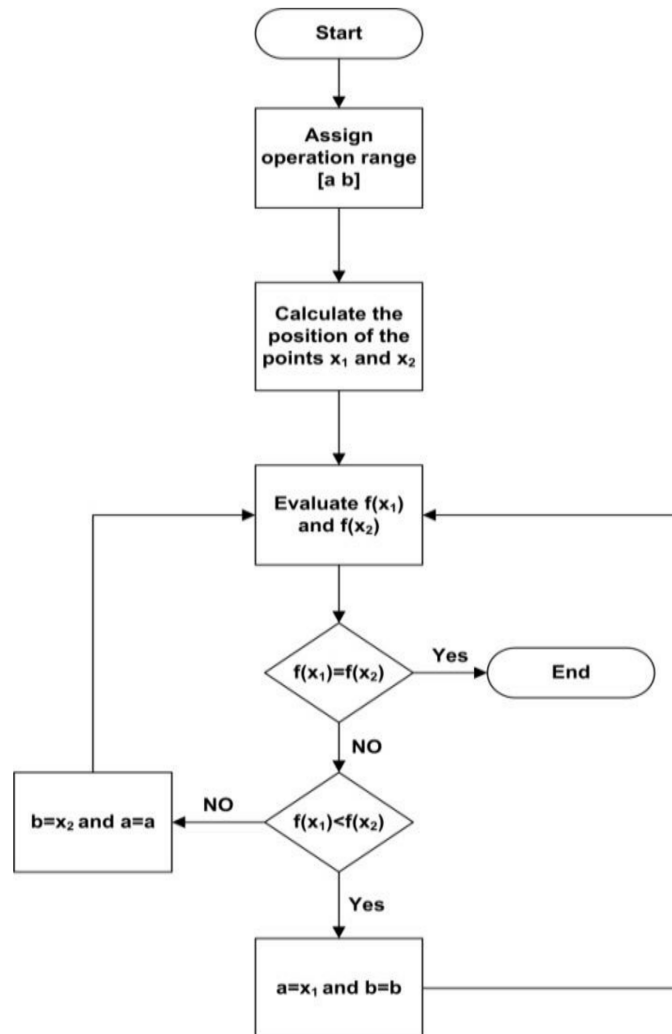 Start
Assign
operation range
[a b]
Calculate the
position of the
points x₁ and x₂
Evaluate f(x₁)
and f(x₂)
f(x₁)=f(x₂)
Yes
End
NO
f(x₁)<f(x₂)
NO
b=x₂ and a=a
Yes
a=x₁ and b=b